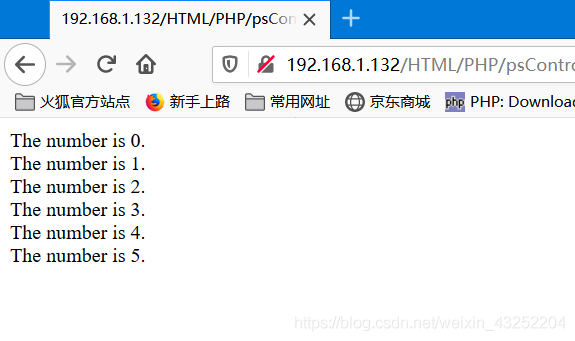 192.168.1.132/HTML/PHP/psCon
192.168.1.132/HTML/PHP/psContro
火狐官方站点 新手上路 常用网址 京东商城 php PHP: Download
The number is 0.
The number is 1.
The number is 2.
The number is 3.
The number is 4.
The number is 5.
https://blog.csdn.net/weixin_43252204